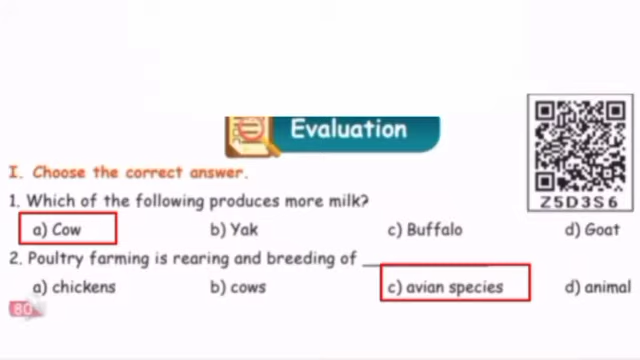 Evaluation
Z5D3S6
I. Choose the correct answer.
1. Which of the following produces more milk?
a) Cow b) Yak c) Buffalo d) Goat
2. Poultry farming is rearing and breeding of ____________
a) chickens b) cows c) avian species d) animal
80